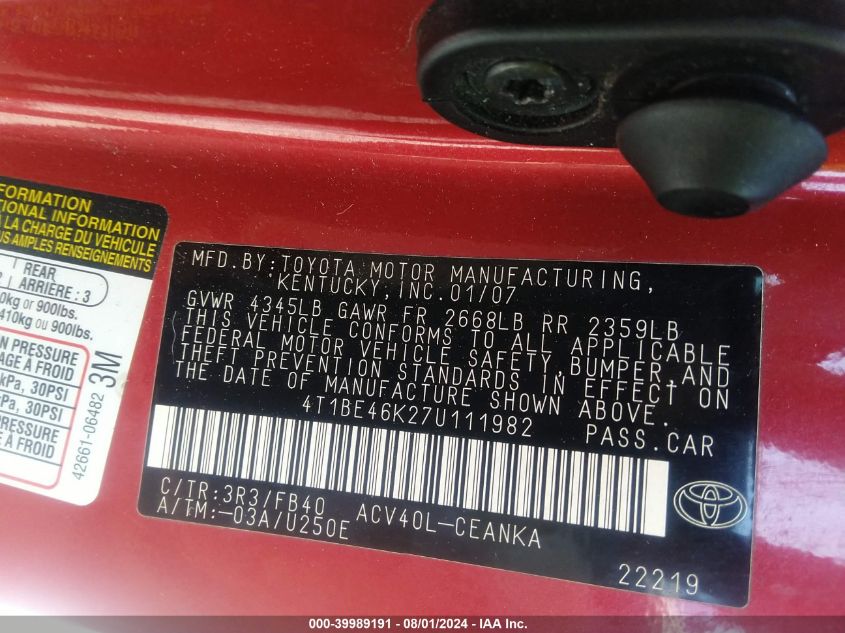 FORMATION
TIONAL INFORMATION
À LA CHARGE DU VEHICULE
US AMPLES RENSEIGNEMENTS
REAR
ARRIÈRE : 3
0kg or 900lbs.
410kg ou 900lbs.
ON PRESSURE
AGE À FROID
kPa, 30PSI
kPa, 30PSI
PRESSURE
À FROID
42661-06482 3M
MFD.BY:TOYOTA MOTOR MANUFACTURING,
KENTUCKY,INC.01/07
GVWR 4345LB GAWR FR 2668LB RR 2359LB
THIS VEHICLE CONFORMS TO ALL APPLICABLE
FEDERAL MOTOR VEHICLE SAFETY,BUMPER,AND
THEFT PREVENTION STANDARDS IN EFFECT ON
THE DATE OF MANUFACTURE SHOWN ABOVE.
4T1BE46K27U111982 PASS.CAR
C/TR:3R3/FB40 ACV40L-CEANKA
A/TM:-03A/U250E
22219
000-39989191 - 08/01/2024 - IAA Inc.